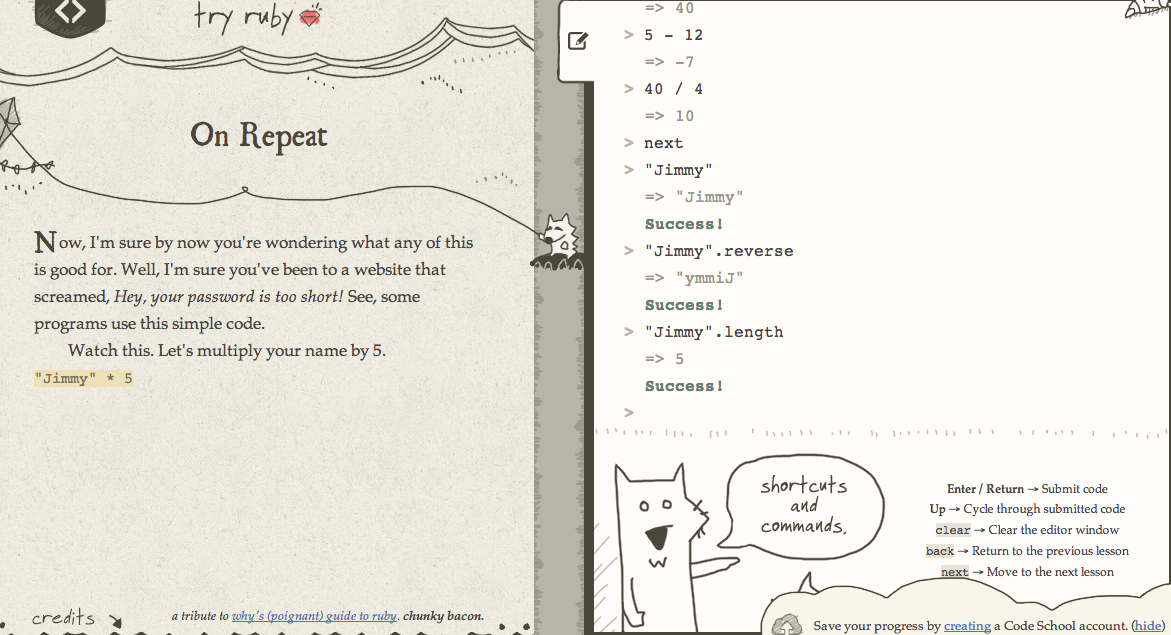 try ruby
On Repeat
Now, I'm sure by now you're wondering what any of this
is good for. Well, I'm sure you've been to a website that
screamed, Hey, your password is too short! See, some
programs use this simple code.
Watch this. Let's multiply your name by 5.
"Jimmy" * 5
credits
a tribute to why's (poignant) guide to ruby. chunky bacon.
=> 40
> 5 - 12
=> -7
> 40 / 4
=> 10
> next
> "Jimmy"
=> "Jimmy"
Success!
> "Jimmy".reverse
=> "ymmiJ"
Success!
> "Jimmy".length
=> 5
Success!
>
shortcuts
and
commands.
Enter / Return → Submit code
Up → Cycle through submitted code
clear → Clear the editor window
back → Return to the previous lesson
next → Move to the next lesson
Save your progress by creating a Code School account. (hide)